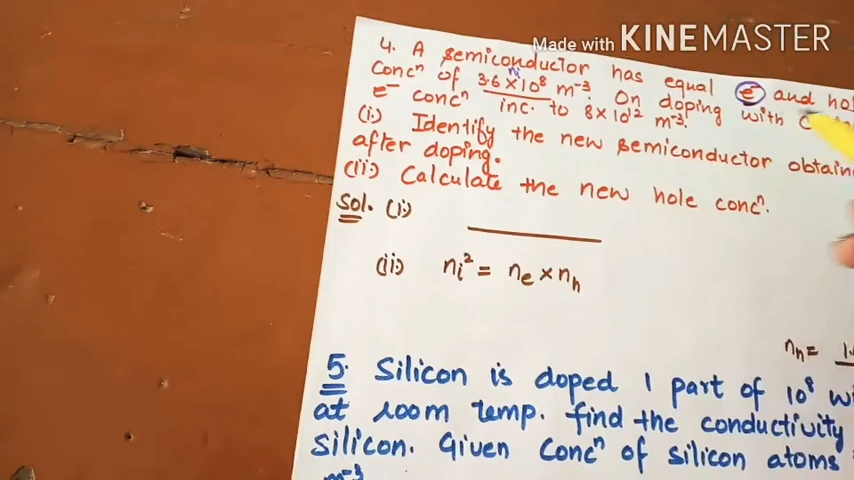 Made with KINEMASTER
4. A semiconductor has equal e⁻ and
concⁿ of 3.6 × 10⁸ m⁻³. On doping with
ni
e⁻ concⁿ inc. to 8×10¹² m⁻³.
(i) Identify the new semiconductor
after doping.
(ii) Calculate the new hole concⁿ.
Sol. (i)
(ii) ni² = ne × nh
nh =
5. Silicon is doped 1 part of 10⁸
at room temp. find the conductivity
silicon. Given Concⁿ of silicon atoms
m⁻³